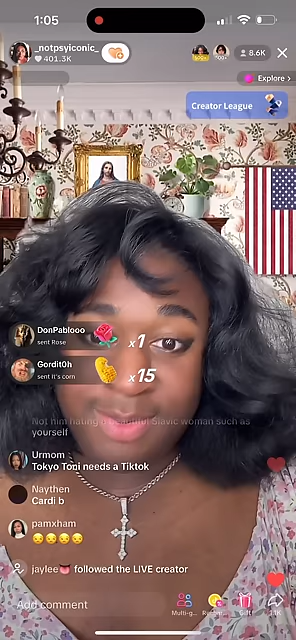 1:05
_notpsyiconic_
401.3K
8.6K
Explore >
Creator League
DonPablooo
sent Rose
x1
Gordit0h
sent It's corn
x15
Not him hating a beautiful Slavic woman such as
yourself
Urmom
Tokyo Toni needs a Tiktok
Naythen
Cardi b
pamxham
😒😒😒😒
jaylee👅 followed the LIVE creator
Add comment
Multi-g...
Gift